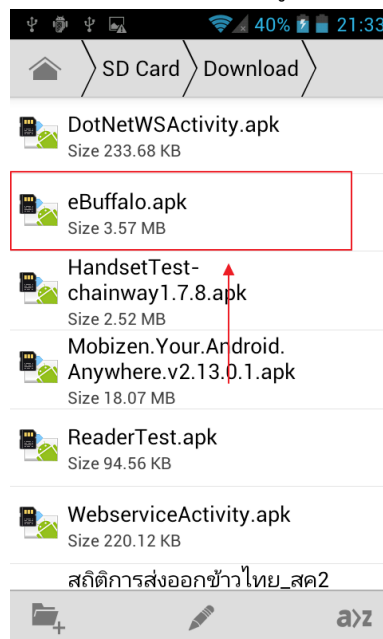 40% 21:33
SD Card Download
DotNetWSActivity.apk
Size 233.68 KB
eBuffalo.apk
Size 3.57 MB
HandsetTest-
chainway1.7.8.apk
Size 2.52 MB
Mobizen.Your.Android.
Anywhere.v2.13.0.1.apk
Size 18.07 MB
ReaderTest.apk
Size 94.56 KB
WebserviceActivity.apk
Size 220.12 KB
สถิติการส่งออกข้าวไทย_สค2
a>z